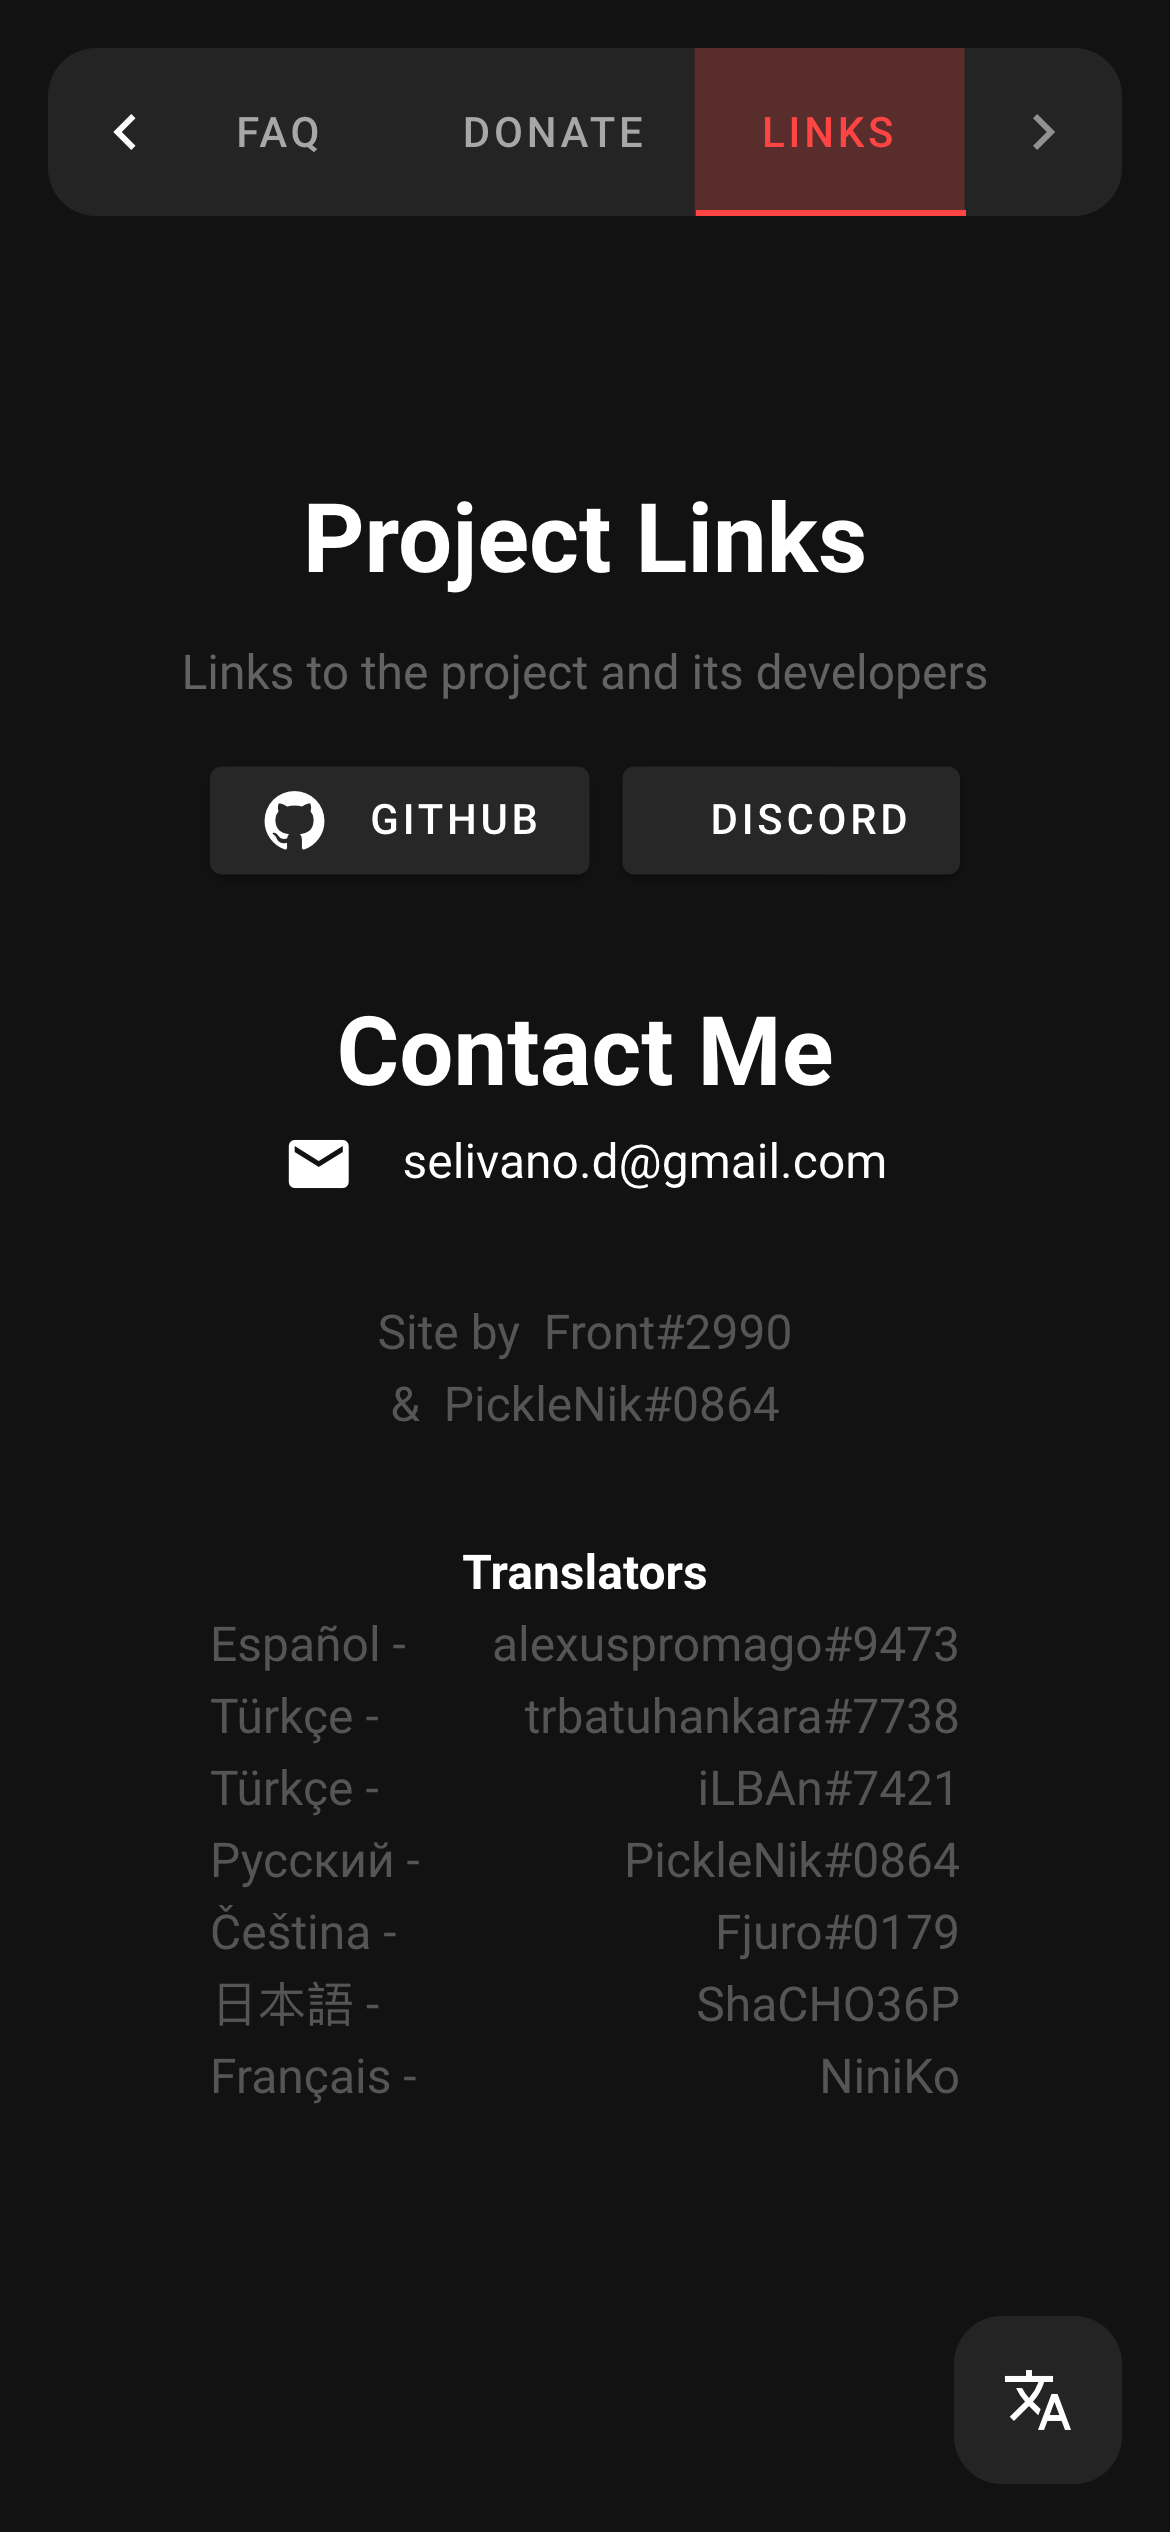 FAQ DONATE LINKS
Project Links
Links to the project and its developers
GITHUB DISCORD
Contact Me
selivano.d@gmail.com
Site by Front#2990
& PickleNik#0864
Translators
Español - alexuspromago#9473
Türkçe - trbatuhankara#7738
Türkçe - iLBAn#7421
Русский - PickleNik#0864
Čeština - Fjuro#0179
日本語 - ShaCHO36P
Français - NiniKo